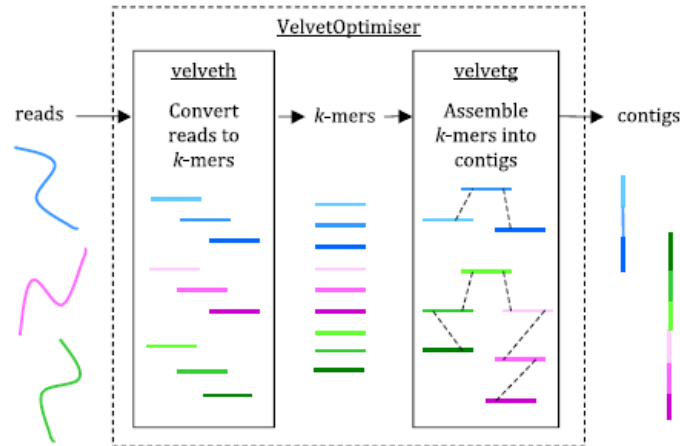 VelvetOptimiser
velveth
velvetg
reads
Convert
reads to
k-mers
k-mers
Assemble
k-mers into
contigs
contigs